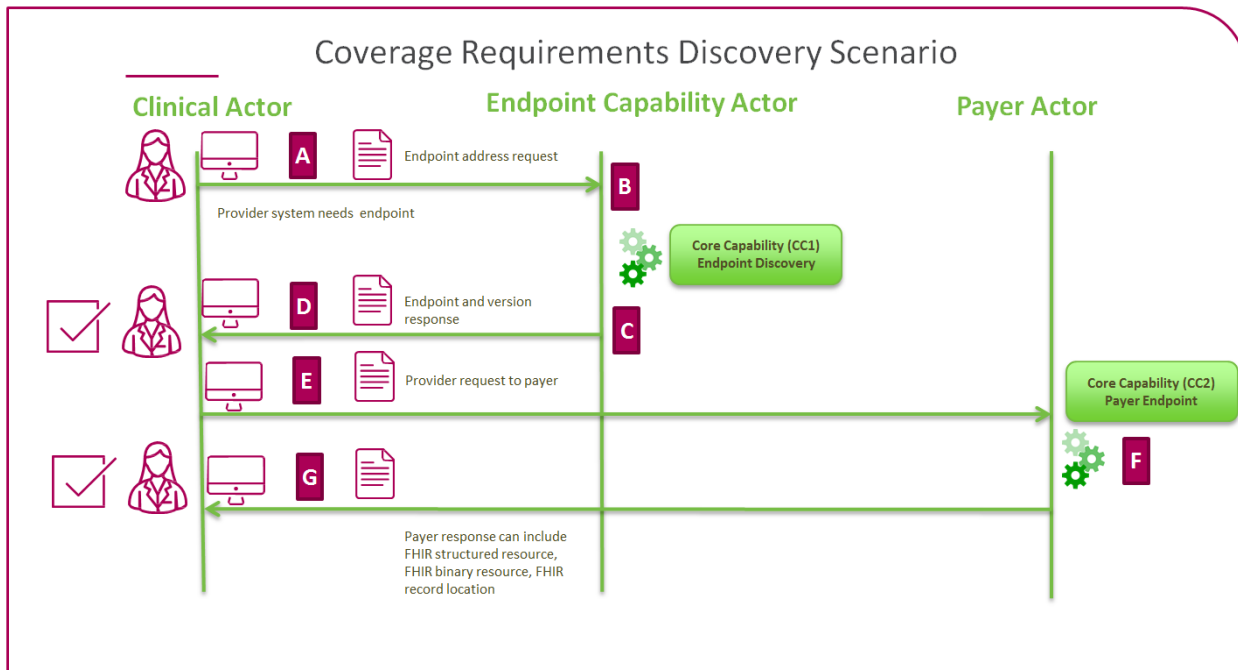 Coverage Requirements Discovery Scenario
Clinical Actor
Endpoint Capability Actor
Payer Actor
A
Endpoint address request
B
Provider system needs endpoint
Core Capability (CC1)
Endpoint Discovery
D
Endpoint and version
response
C
E
Provider request to payer
Core Capability (CC2)
Payer Endpoint
F
G
Payer response can include
FHIR structured resource,
FHIR binary resource, FHIR
record location